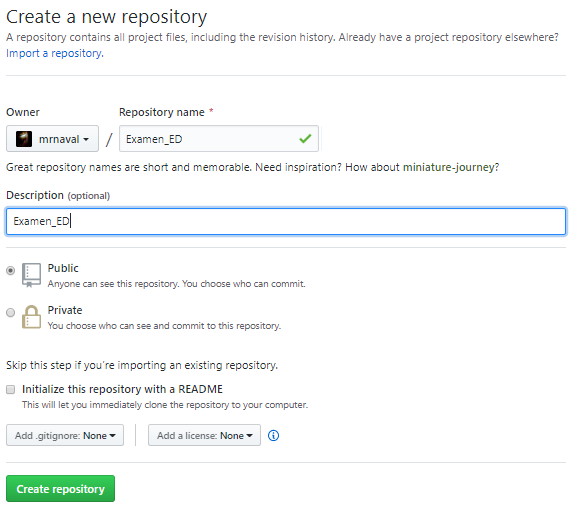 Create a new repository
A repository contains all project files, including the revision history. Already have a project repository elsewhere?
Import a repository.
Owner Repository name *
mrnaval / Examen_ED
Great repository names are short and memorable. Need inspiration? How about miniature-journey?
Description (optional)
Examen_ED
Public
Anyone can see this repository. You choose who can commit.
Private
You choose who can see and commit to this repository.
Skip this step if you're importing an existing repository.
Initialize this repository with a README
This will let you immediately clone the repository to your computer.
Add .gitignore: None Add a license: None
Create repository